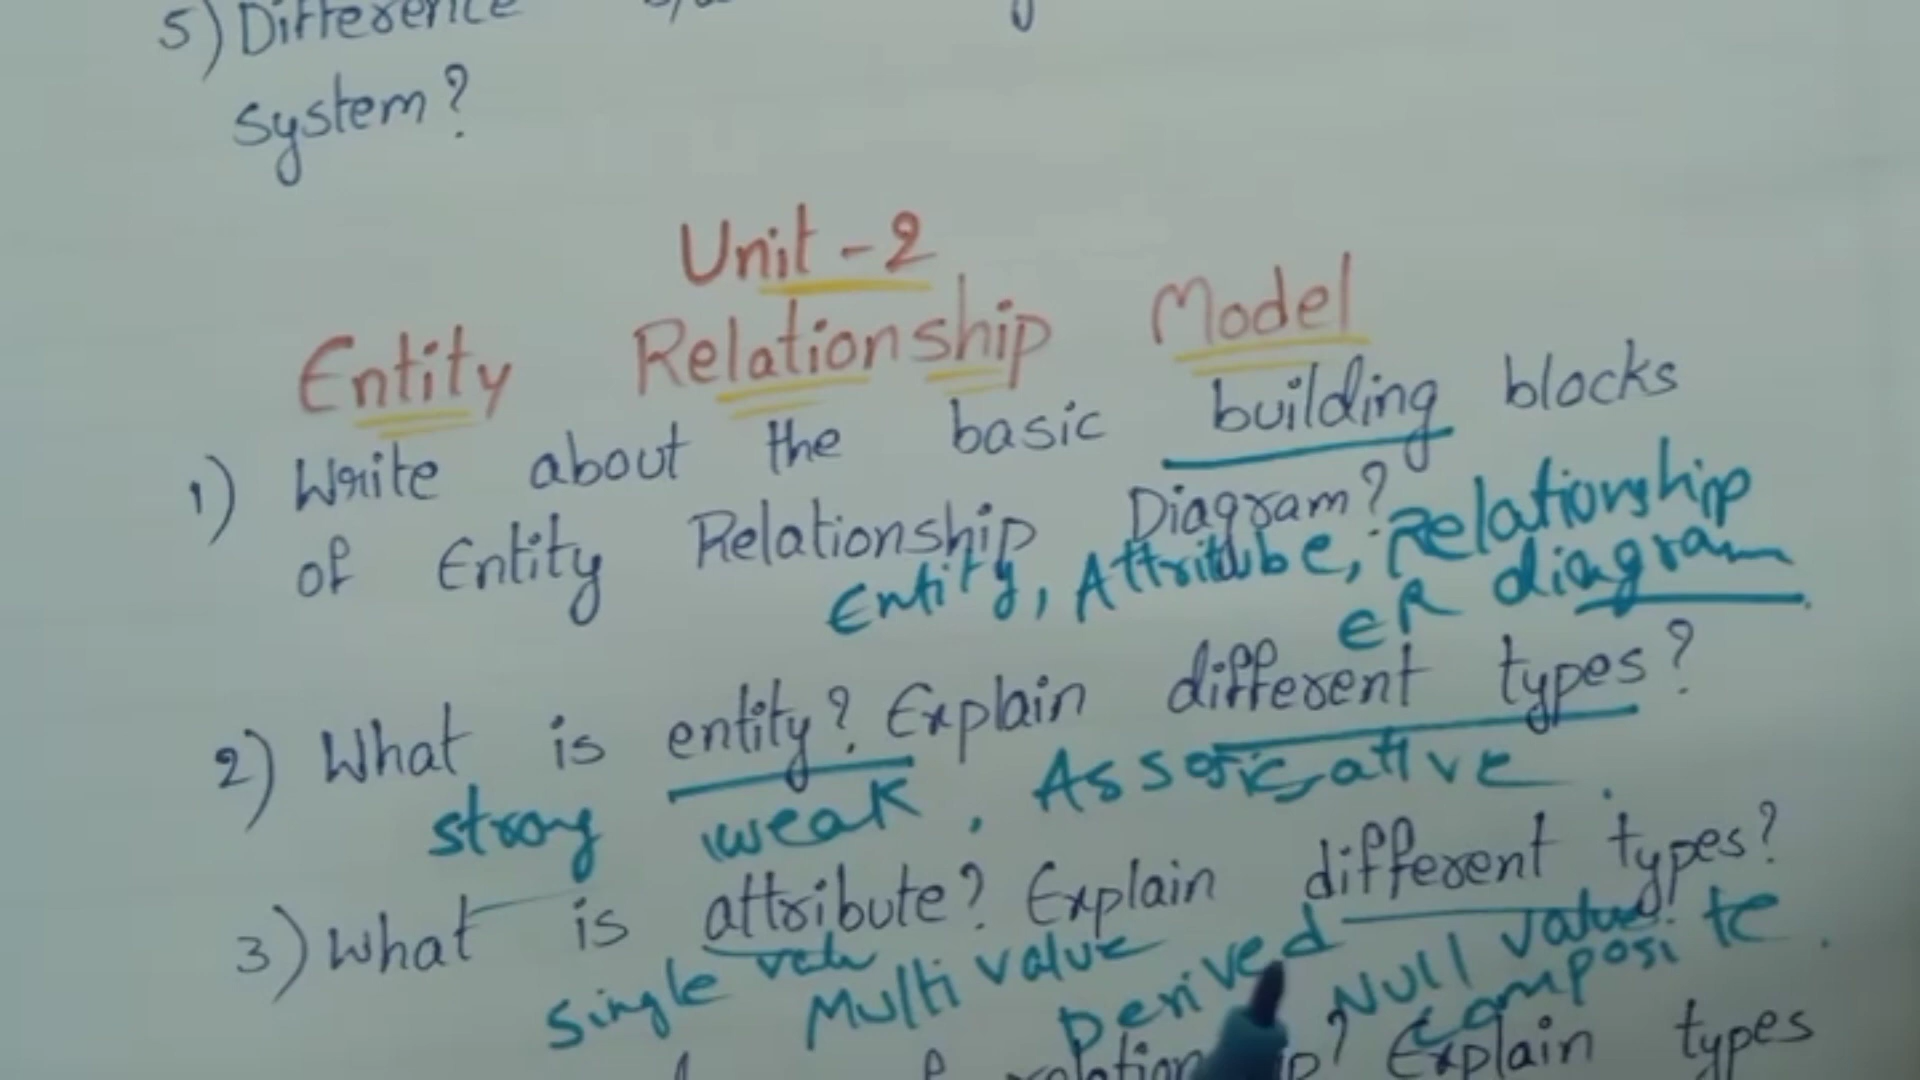 5) Difference
system?
Unit - 2
Entity Relationship Model
1) Write about the basic building blocks
of Entity Relationship Diagram?
Entity, Attribute, Relationship
ER diagram
2) What is entity? Explain different types?
strong weak, Associative.
3) What is attribute? Explain different types?
Single value Multi value Derived Null value
composite.
Explain types